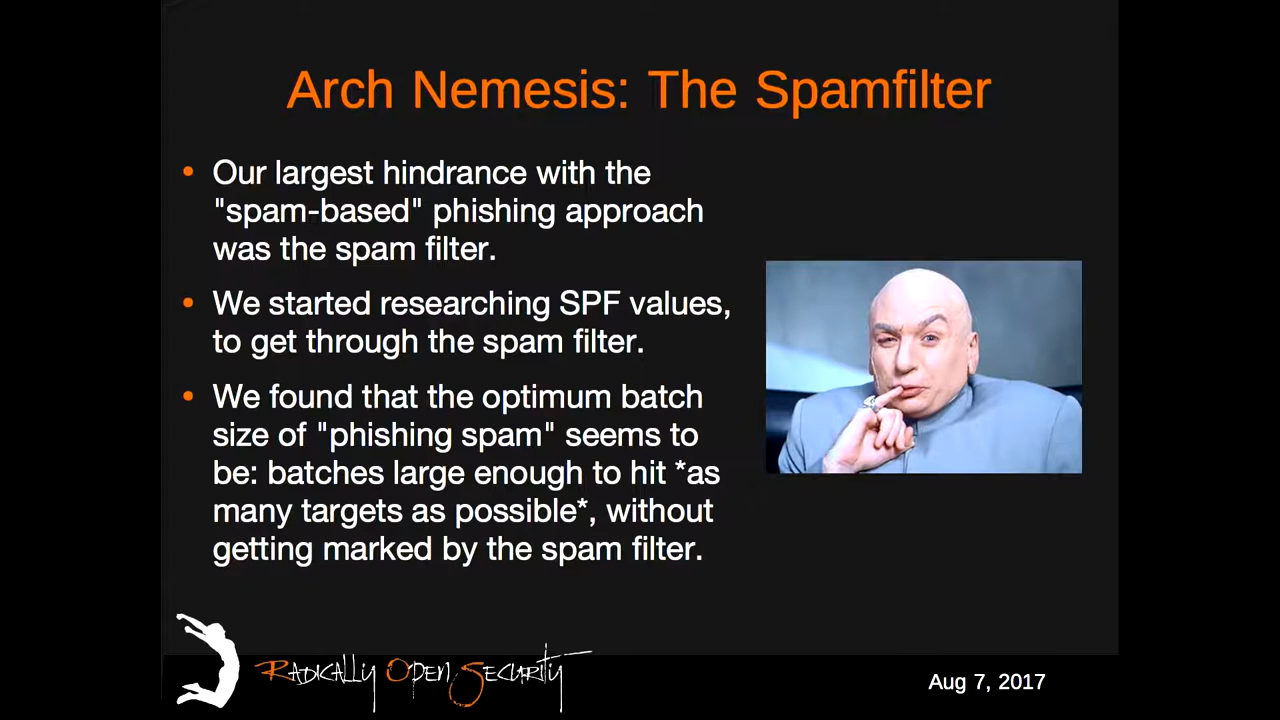 Arch Nemesis: The Spamfilter
• Our largest hindrance with the
"spam-based" phishing approach
was the spam filter.
• We started researching SPF values,
to get through the spam filter.
• We found that the optimum batch
size of "phishing spam" seems to
be: batches large enough to hit *as
many targets as possible*, without
getting marked by the spam filter.
Radically Open Security
Aug 7, 2017